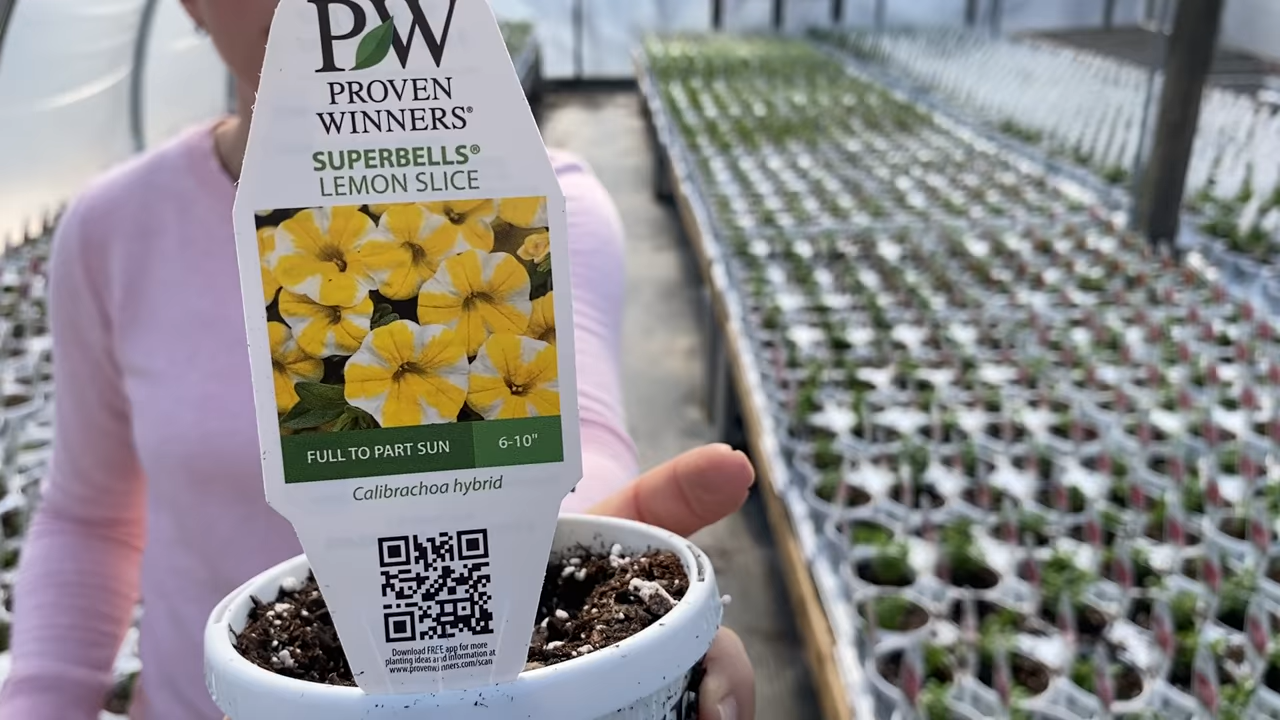 PW
PROVEN
WINNERS®
SUPERBELLS®
LEMON SLICE
FULL TO PART SUN 6-10"
Calibrachoa hybrid
Download FREE app for more
planting ideas and information at
www.provenwinners.com/scan